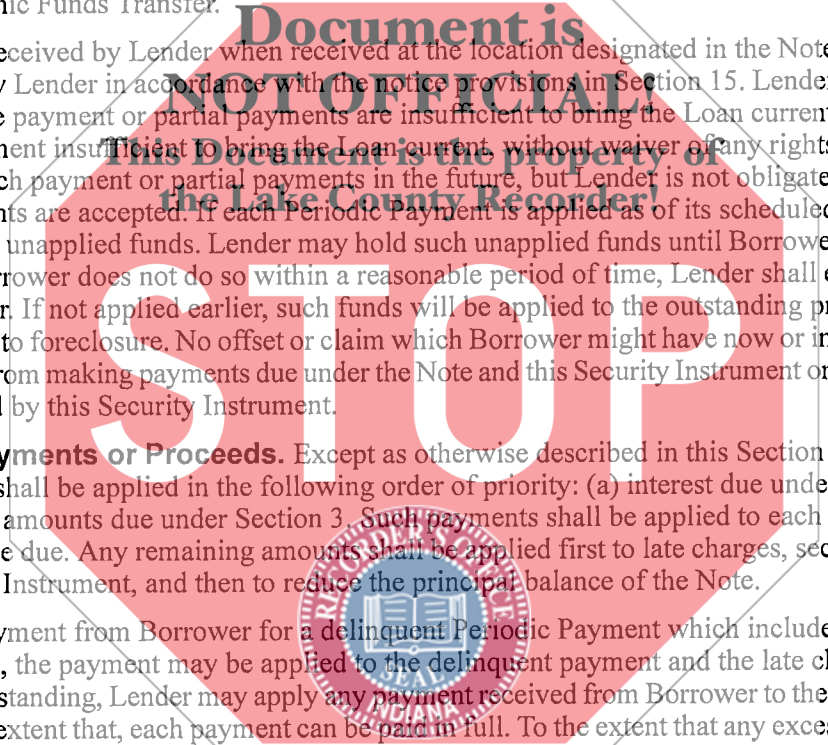 nic Funds Transfer.
Document is
eceived by Lender when received at the location designated in the Note
y Lender in accordance with the notice provisions in Section 15. Lender
NOT OFFICIAL!
e payment or partial payments are insufficient to bring the Loan current
ment insufficient to bring the Loan current, without waiver of any rights
This Document is the property of
ch payment or partial payments in the future, but Lender is not obligate
the Lake County Recorder!
nts are accepted. If each Periodic Payment is applied as of its scheduled
unapplied funds. Lender may hold such unapplied funds until Borrowe
rrower does not do so within a reasonable period of time, Lender shall e
r. If not applied earlier, such funds will be applied to the outstanding pr
to foreclosure. No offset or claim which Borrower might have now or in
rom making payments due under the Note and this Security Instrument or
l by this Security Instrument.
STOP
yments or Proceeds. Except as otherwise described in this Section
shall be applied in the following order of priority: (a) interest due unde
amounts due under Section 3. Such payments shall be applied to each
e due. Any remaining amounts shall be applied first to late charges, sec
Instrument, and then to reduce the principal balance of the Note.
RECORDER'S OFFICE
SEAL
INDIANA
yment from Borrower for a delinquent Periodic Payment which include
, the payment may be applied to the delinquent payment and the late ch
standing, Lender may apply any payment received from Borrower to the
extent that, each payment can be paid in full. To the extent that any exce